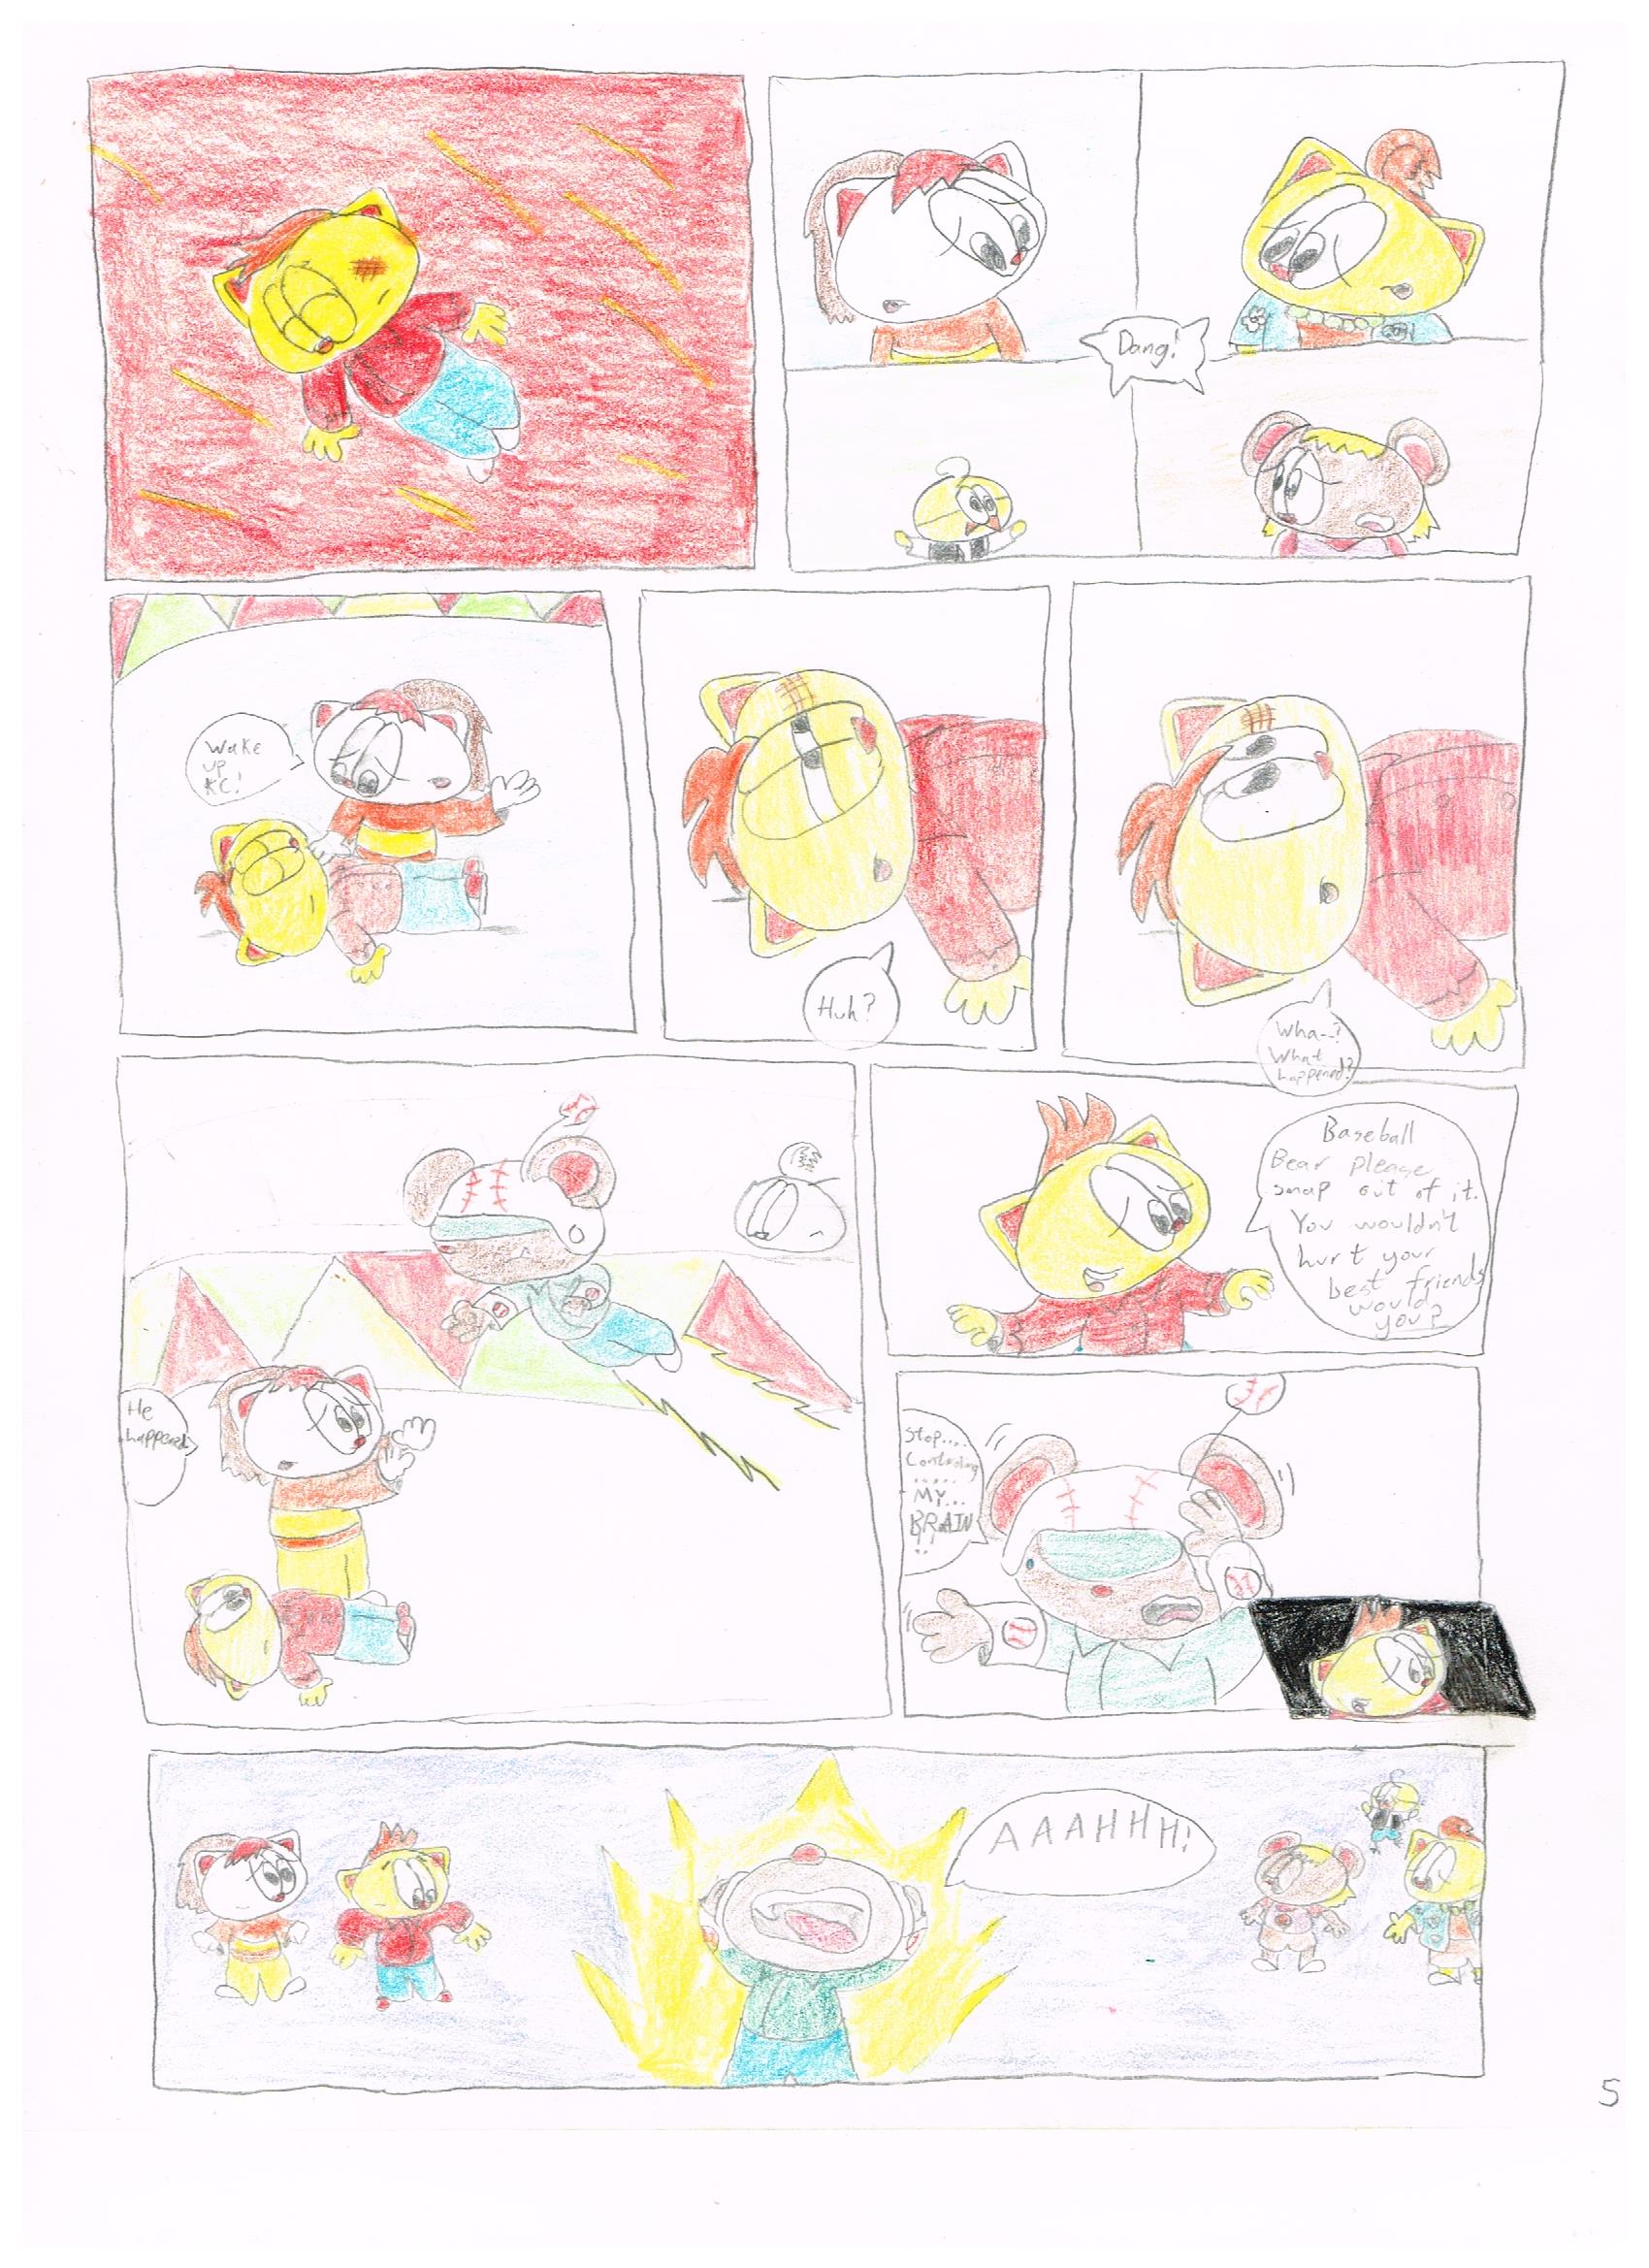 Dang!
Wake
up
KC!
Huh?
Wha--?
What
happened?
He
happened.
Baseball
Bear please
snap out of it.
You wouldn't
hurt your
best friends
would
you?
Stop....
Controling
.....
MY...
BRAIN
..
AAAHHH!
5